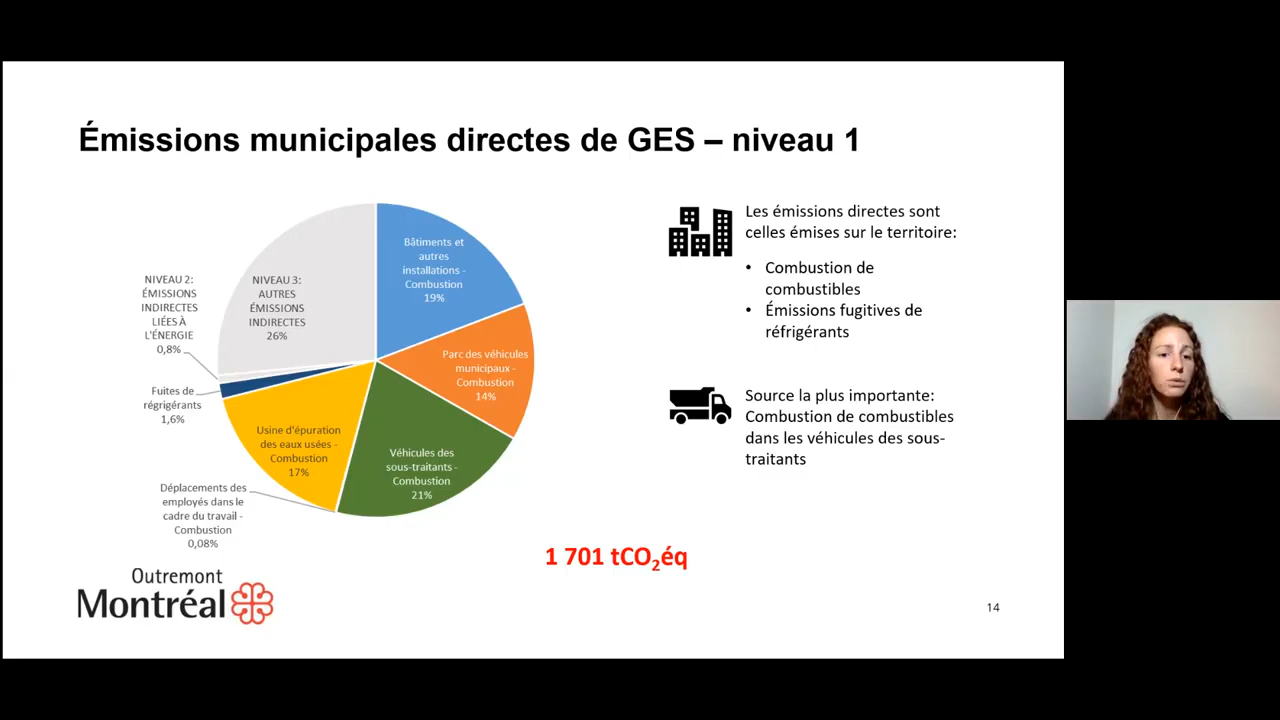 Émissions municipales directes de GES – niveau 1
Bâtiments et
autres
installations -
Combustion
19%
Parc des véhicules
municipaux -
Combustion
14%
Véhicules des
sous-traitants -
Combustion
21%
Déplacements des
employés dans le
cadre du travail -
Combustion
0,08%
Usine d'épuration
des eaux usées -
Combustion
17%
Fuites de
régrigérants
1,6%
NIVEAU 2:
ÉMISSIONS
INDIRECTES
LIÉES À
L'ÉNERGIE
0,8%
NIVEAU 3:
AUTRES
ÉMISSIONS
INDIRECTES
26%
Les émissions directes sont
celles émises sur le territoire:
• Combustion de
combustibles
• Émissions fugitives de
réfrigérants
Source la plus importante:
Combustion de combustibles
dans les véhicules des sous-
traitants
1 701 tCO₂éq
Outremont
Montréal
14